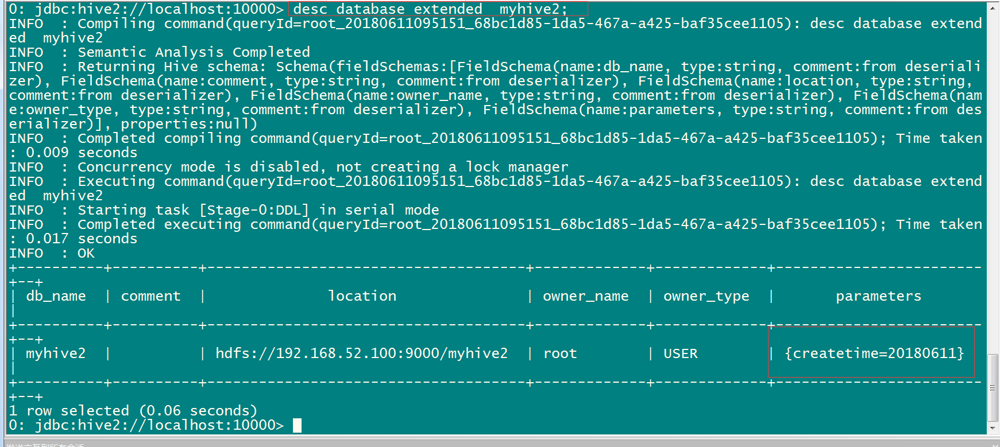 0: jdbc:hive2://localhost:10000> desc database extended  myhive2;
INFO  : Compiling command(queryId=root_20180611095151_68bc1d85-1da5-467a-a425-baf35cee1105): desc database extend
ed  myhive2
INFO  : Semantic Analysis Completed
INFO  : Returning Hive schema: Schema(fieldSchemas:[FieldSchema(name:db_name, type:string, comment:from deseriali
zer), FieldSchema(name:comment, type:string, comment:from deserializer), FieldSchema(name:location, type:string,
comment:from deserializer), FieldSchema(name:owner_name, type:string, comment:from deserializer), FieldSchema(nam
e:owner_type, type:string, comment:from deserializer), FieldSchema(name:parameters, type:string, comment:from des
erializer)], properties:null)
INFO  : Completed compiling command(queryId=root_20180611095151_68bc1d85-1da5-467a-a425-baf35cee1105); Time taken
: 0.009 seconds
INFO  : Concurrency mode is disabled, not creating a lock manager
INFO  : Executing command(queryId=root_20180611095151_68bc1d85-1da5-467a-a425-baf35cee1105): desc database extend
ed  myhive2
INFO  : Starting task [Stage-0:DDL] in serial mode
INFO  : Completed executing command(queryId=root_20180611095151_68bc1d85-1da5-467a-a425-baf35cee1105); Time taken
: 0.017 seconds
INFO  : OK
+----------+----------+-------------------------------------+-------------+-------------+------------------------
+--+
| db_name  | comment  |              location               | owner_name  | owner_type  |       parameters
|
+----------+----------+-------------------------------------+-------------+-------------+------------------------
+--+
| myhive2  |          | hdfs://192.168.52.100:9000/myhive2  | root        | USER        | {createtime=20180611}
|
+----------+----------+-------------------------------------+-------------+-------------+------------------------
+--+
1 row selected (0.06 seconds)
0: jdbc:hive2://localhost:10000>